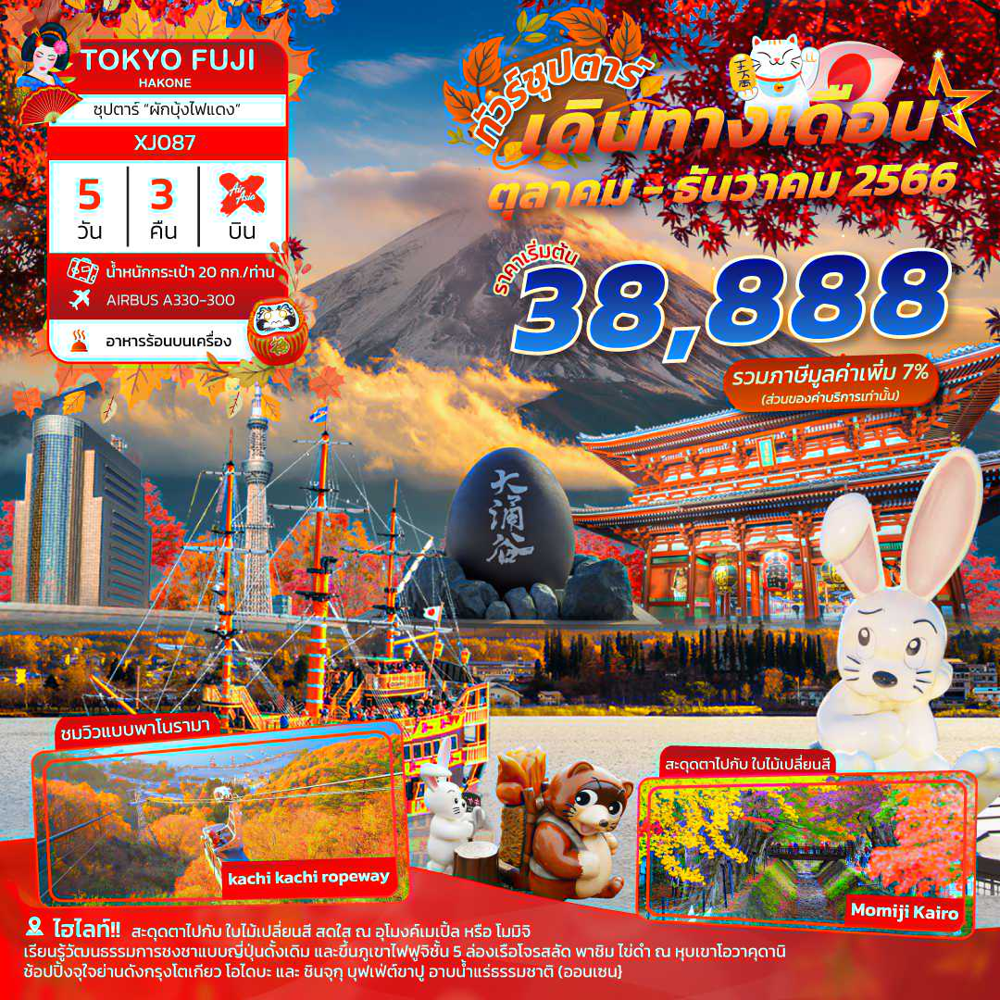 TOKYO FUJI
HAKONE
ซุปตาร์ “ผักบุ้งไฟแดง”
XJ087
5
วัน
3
คืน
Air Asia X
บิน
น้ำหนักกระเป๋า 20 กก./ท่าน
AIRBUS A330-300
อาหารร้อนบนเครื่อง
ทัวร์ซุปตาร์
เดินทางเดือน
ตุลาคม - ธันวาคม 2566
ราคาเริ่มต้น
38,888
รวมภาษีมูลค่าเพิ่ม 7%
(ส่วนของค่าบริการเท่านั้น)
大涌谷
ชมวิวแบบพาโนรามา
kachi kachi ropeway
สะดุดตาไปกับ ใบไม้เปลี่ยนสี
Momiji Kairo
ไฮไลท์!! สะดุดตาไปกับ ใบไม้เปลี่ยนสี สดใส ณ อุโมงค์เมเปิ้ล หรือ โมมิจิ
เรียนรู้วัฒนธรรมการชงชาแบบญี่ปุ่นดั้งเดิม และขึ้นภูเขาไฟฟูจิชั้น 5 ล่องเรือโจรสลัด พาชิม ไข่ดำ ณ หุบเขาโอวาคุดานิ
ช้อปปิ้งจุใจย่านดังกรุงโตเกียว โอไดบะ และ ชินจุกุ บุฟเฟ่ต์ขาปู อาบน้ำแร่ธรรมชาติ (ออนเซน}